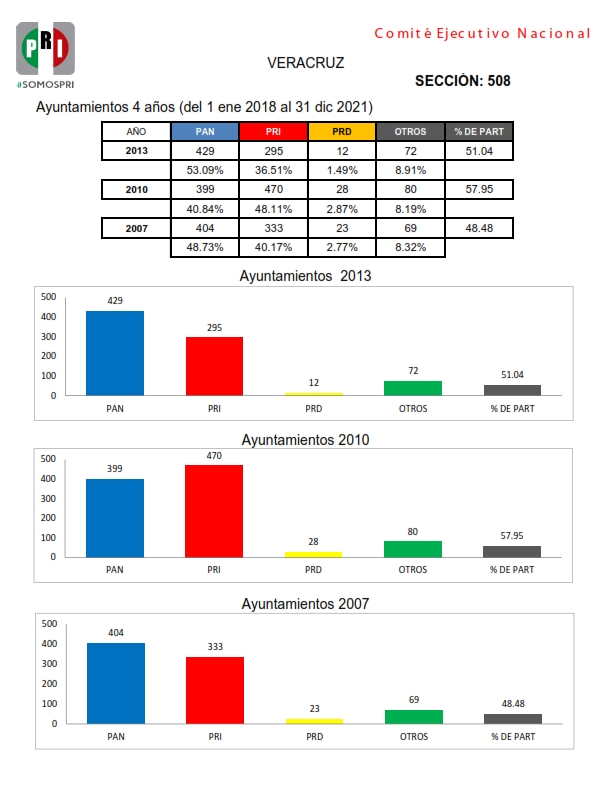 Comité Ejecutivo Nacional
PRI
#SOMOSPRI
VERACRUZ
SECCIÓN: 508
Ayuntamientos 4 años (del 1 ene 2018 al 31 dic 2021)
AÑO PAN PRI PRD OTROS % DE PART
2013 429 295 12 72 51.04
53.09% 36.51% 1.49% 8.91%
2010 399 470 28 80 57.95
40.84% 48.11% 2.87% 8.19%
2007 404 333 23 69 48.48
48.73% 40.17% 2.77% 8.32%
Ayuntamientos 2013
500
400
300
200
100
0
429 295 12 72 51.04
PAN PRI PRD OTROS % DE PART
Ayuntamientos 2010
500
400
300
200
100
0
399 470 28 80 57.95
PAN PRI PRD OTROS % DE PART
Ayuntamientos 2007
500
400
300
200
100
0
404 333 23 69 48.48
PAN PRI PRD OTROS % DE PART